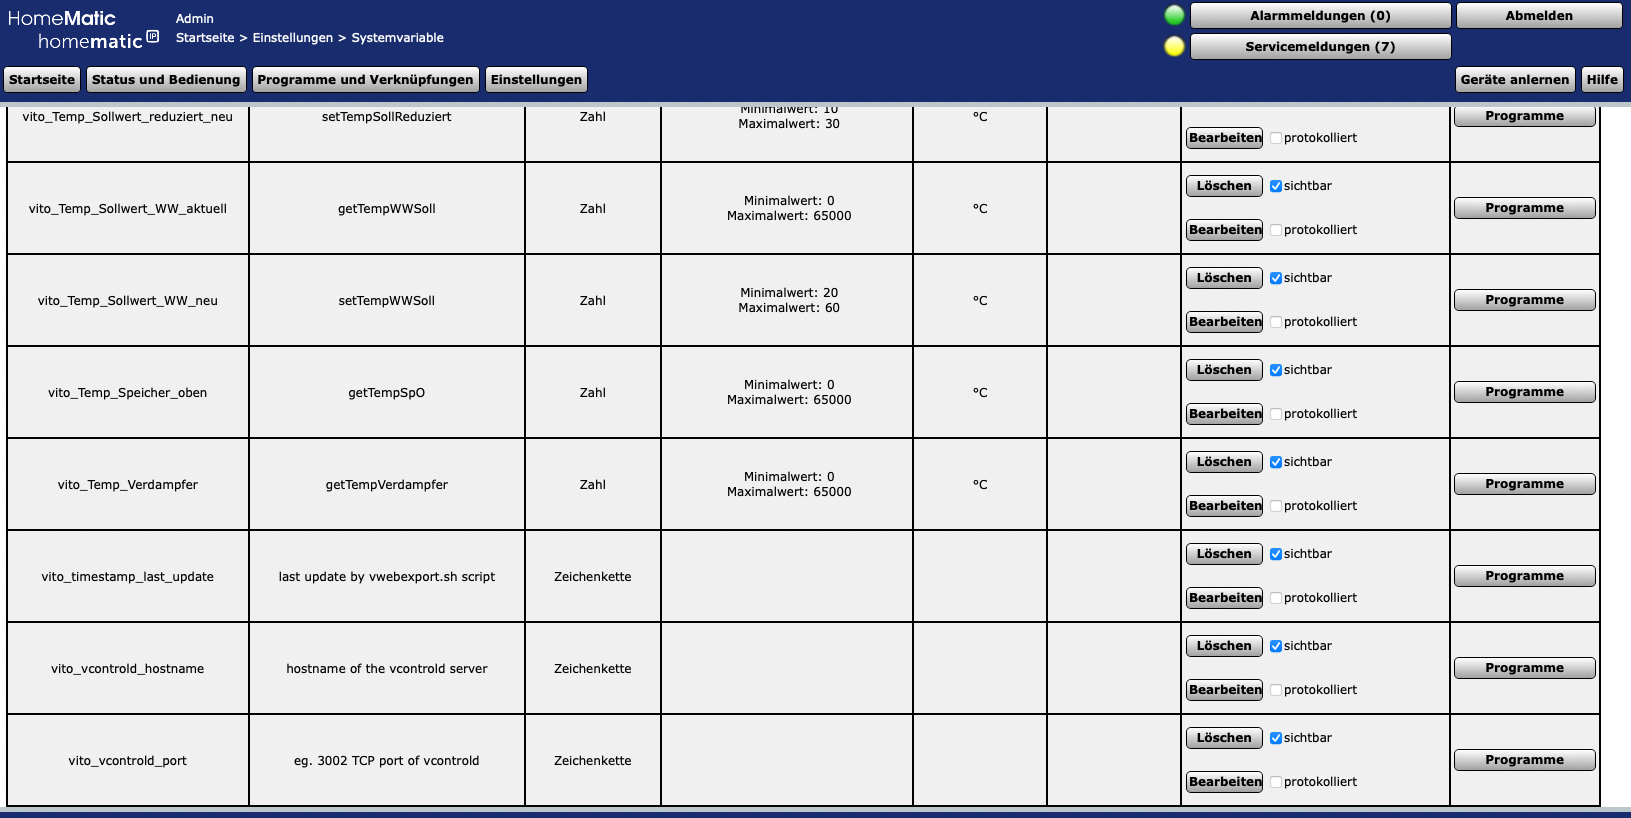 HomeMatic
homematic IP
Admin
Startseite > Einstellungen > Systemvariable
Alarmmeldungen (0)
Abmelden
Servicemeldungen (7)
Startseite
Status und Bedienung
Programme und Verknüpfungen
Einstellungen
Geräte anlernen
Hilfe
vito_Temp_Sollwert_reduziert_neu
setTempSollReduziert
Zahl
Minimalwert: 10
Maximalwert: 30
°C
Bearbeiten
protokolliert
Programme
vito_Temp_Sollwert_WW_aktuell
getTempWWSoll
Zahl
Minimalwert: 0
Maximalwert: 65000
°C
Löschen
sichtbar
Bearbeiten
protokolliert
Programme
vito_Temp_Sollwert_WW_neu
setTempWWSoll
Zahl
Minimalwert: 20
Maximalwert: 60
°C
Löschen
sichtbar
Bearbeiten
protokolliert
Programme
vito_Temp_Speicher_oben
getTempSpO
Zahl
Minimalwert: 0
Maximalwert: 65000
°C
Löschen
sichtbar
Bearbeiten
protokolliert
Programme
vito_Temp_Verdampfer
getTempVerdampfer
Zahl
Minimalwert: 0
Maximalwert: 65000
°C
Löschen
sichtbar
Bearbeiten
protokolliert
Programme
vito_timestamp_last_update
last update by vwebexport.sh script
Zeichenkette
Löschen
sichtbar
Bearbeiten
protokolliert
Programme
vito_vcontrold_hostname
hostname of the vcontrold server
Zeichenkette
Löschen
sichtbar
Bearbeiten
protokolliert
Programme
vito_vcontrold_port
eg. 3002 TCP port of vcontrold
Zeichenkette
Löschen
sichtbar
Bearbeiten
protokolliert
Programme